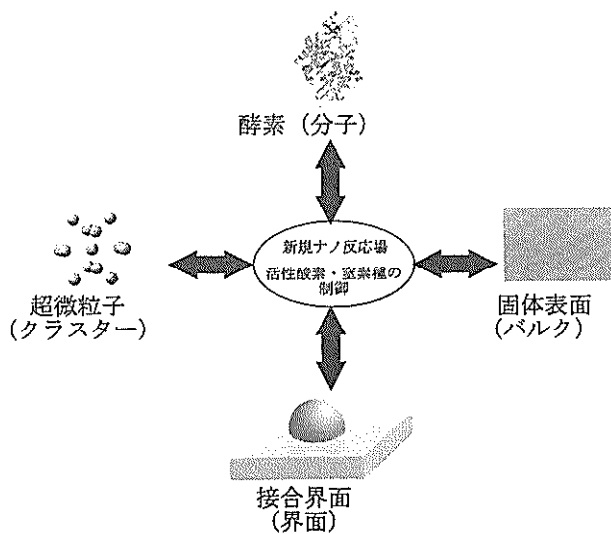 酵素（分子）
新規ナノ反応場
活性酸素・窒素種の
制御
超微粒子
(クラスター)
固体表面
(バルク)
接合界面
(界面)